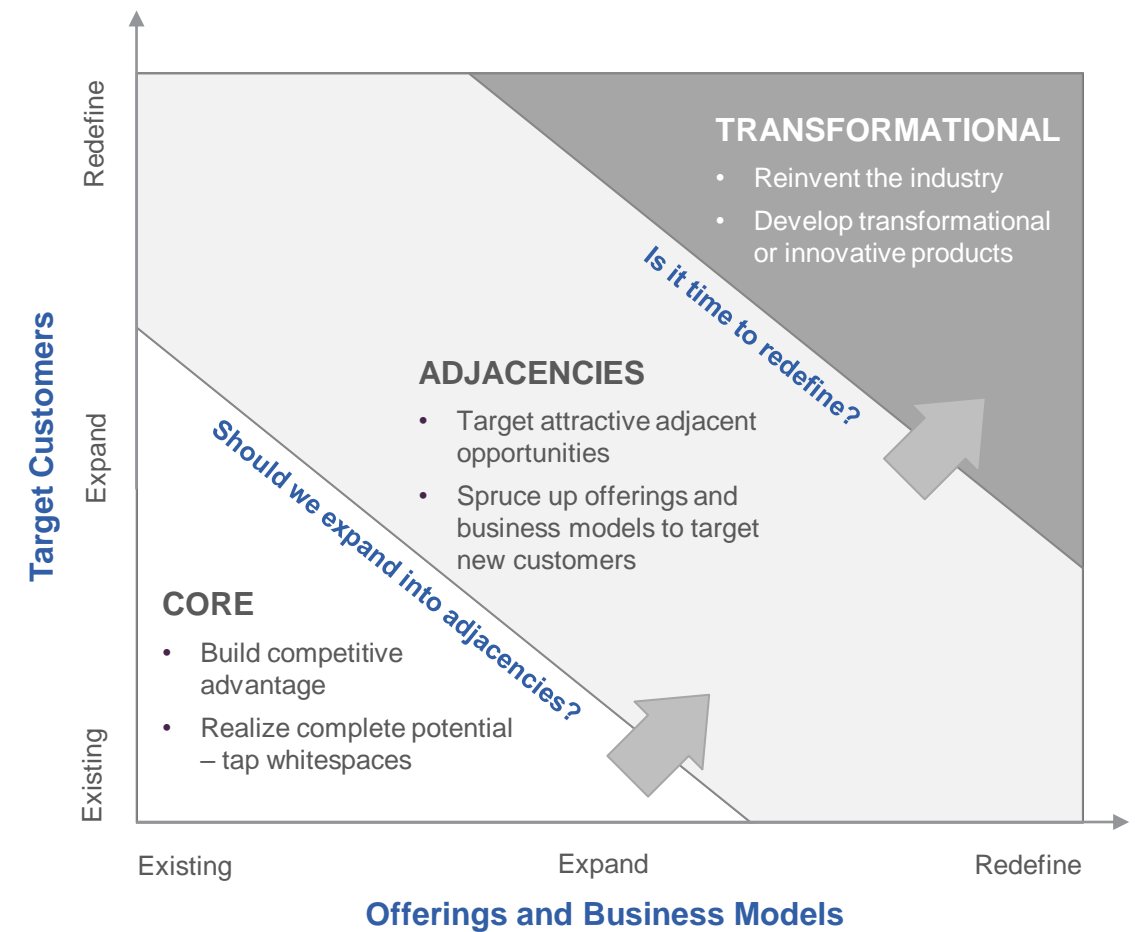 Redefine
TRANSFORMATIONAL
• Reinvent the industry
• Develop transformational
or innovative products
Is it time to redefine?
Target Customers
Expand
ADJACENCIES
• Target attractive adjacent
opportunities
• Spruce up offerings and
business models to target
new customers
Should we expand into adjacencies?
CORE
• Build competitive
advantage
• Realize complete potential
– tap whitespaces
Existing
Existing
Expand
Redefine
Offerings and Business Models